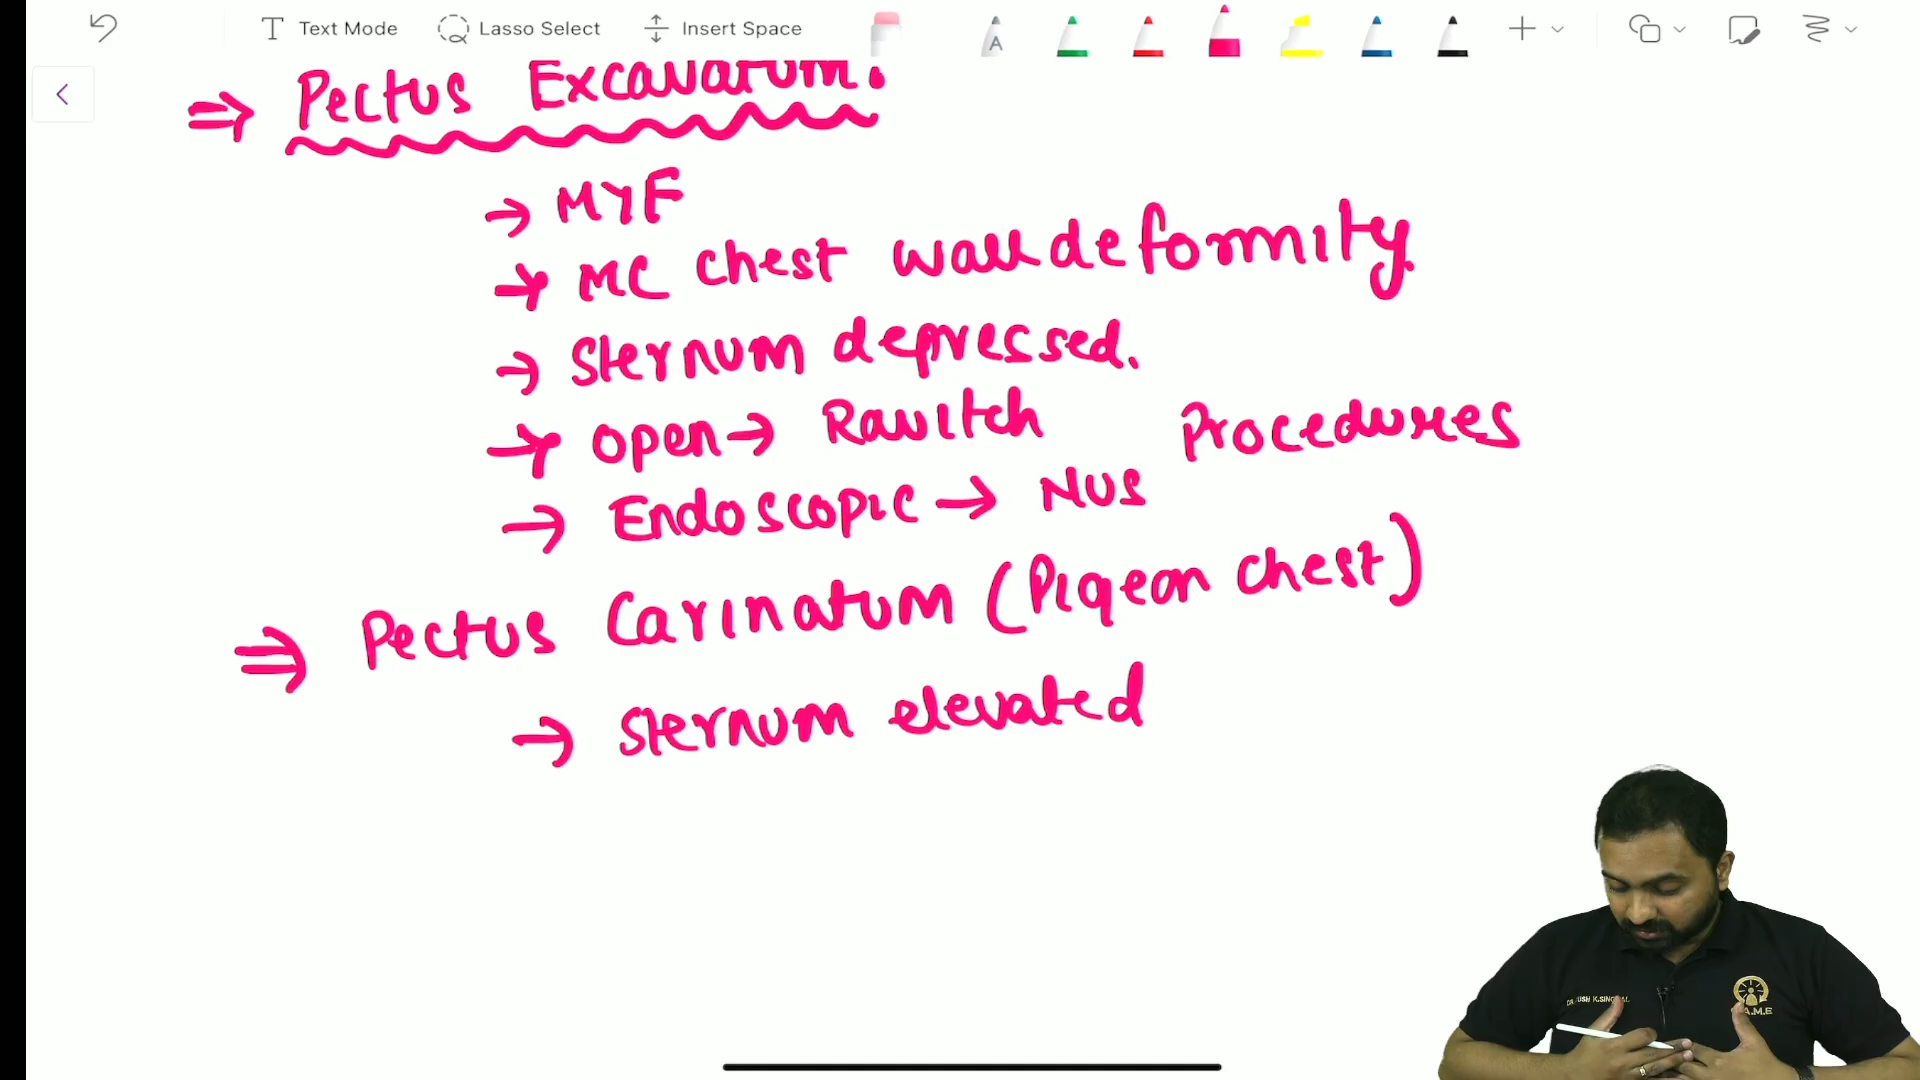 Text Mode Lasso Select Insert Space
⇒ Pectus Excavatum:
→ MYF
→ MC chest wall deformity
→ Sternum depressed.
→ open → Ravitch Procedures
→ Endoscopic → Nus
⇒ Pectus Carinatum (Pigeon chest)
→ Sternum elevated